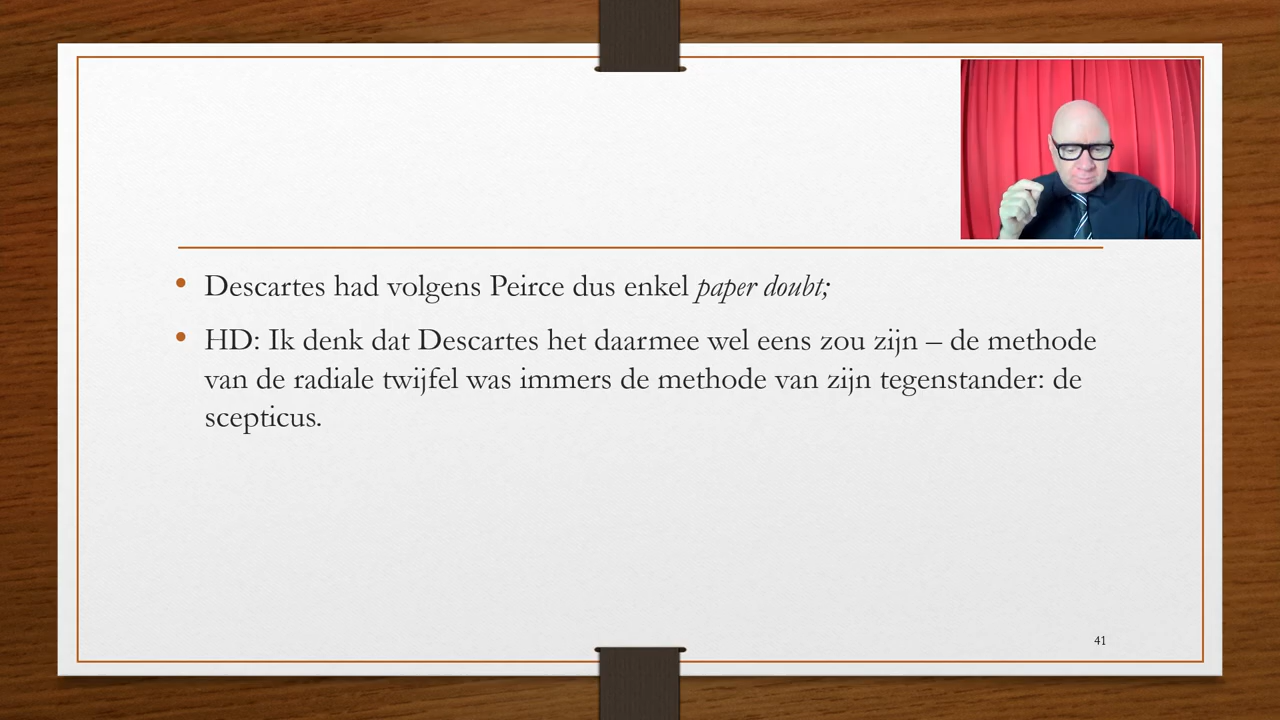 Descartes had volgens Peirce dus enkel paper doubt;
HD: Ik denk dat Descartes het daarmee wel eens zou zijn – de methode
van de radiale twijfel was immers de methode van zijn tegenstander: de
scepticus.
41